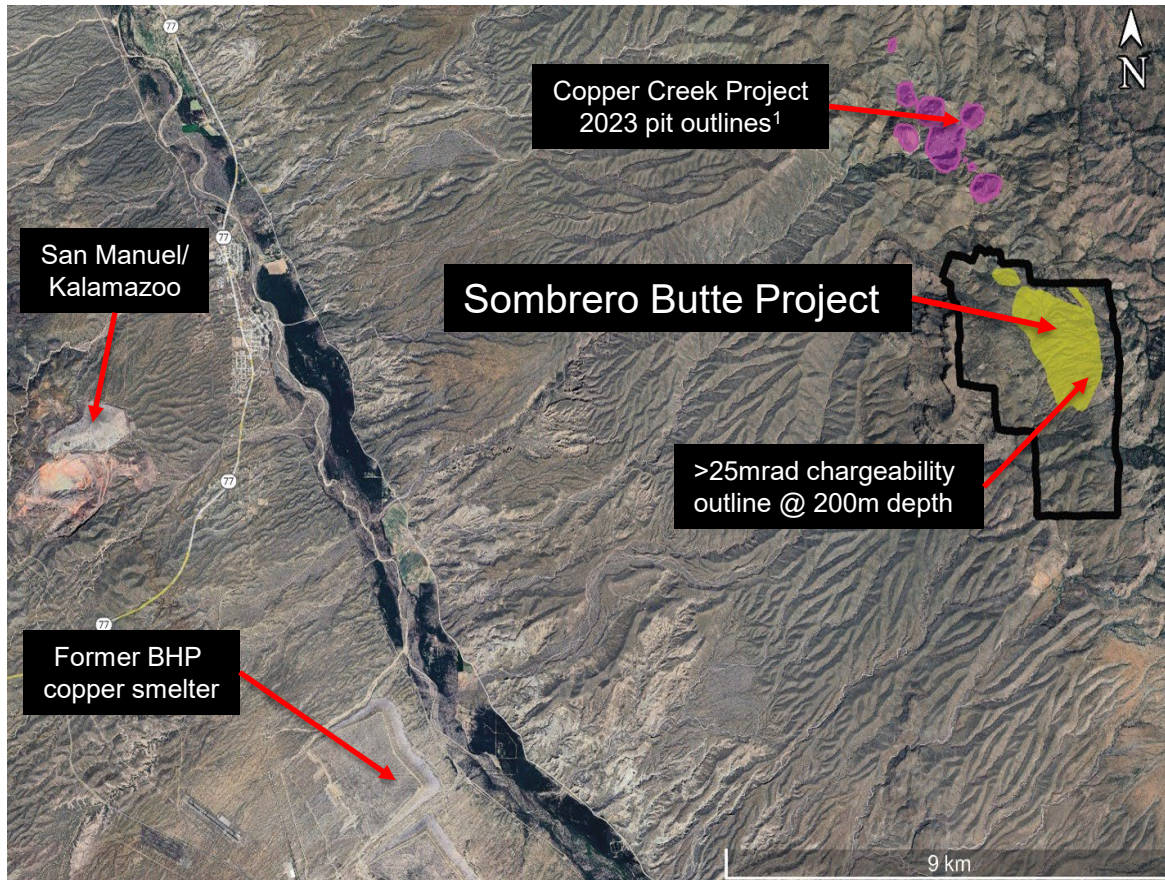 77
N
Copper Creek Project
2023 pit outlines¹
77
San Manuel/
Kalamazoo
Sombrero Butte Project
>25mrad chargeability
outline @ 200m depth
77
77
Former BHP
copper smelter
9 km